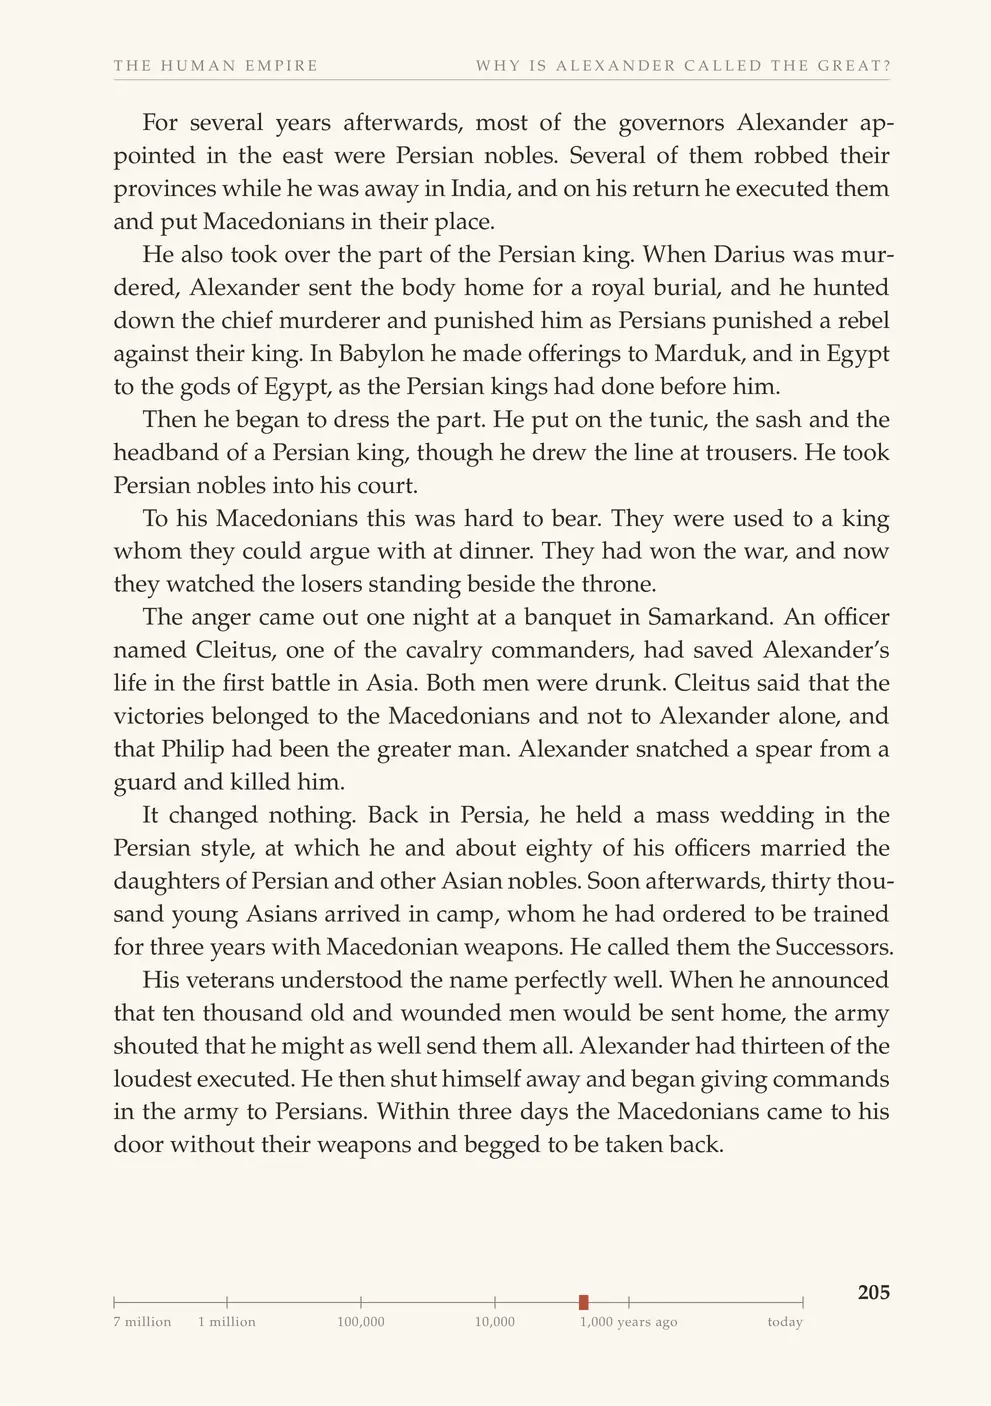 THE HUMAN EMPIRE
WHY IS ALEXANDER CALLED THE GREAT?
For several years afterwards, most of the governors Alexander ap-
pointed in the east were Persian nobles. Several of them robbed their
provinces while he was away in India, and on his return he executed them
and put Macedonians in their place.
He also took over the part of the Persian king. When Darius was mur-
dered, Alexander sent the body home for a royal burial, and he hunted
down the chief murderer and punished him as Persians punished a rebel
against their king. In Babylon he made offerings to Marduk, and in Egypt
to the gods of Egypt, as the Persian kings had done before him.
Then he began to dress the part. He put on the tunic, the sash and the
headband of a Persian king, though he drew the line at trousers. He took
Persian nobles into his court.
To his Macedonians this was hard to bear. They were used to a king
whom they could argue with at dinner. They had won the war, and now
they watched the losers standing beside the throne.
The anger came out one night at a banquet in Samarkand. An officer
named Cleitus, one of the cavalry commanders, had saved Alexander’s
life in the first battle in Asia. Both men were drunk. Cleitus said that the
victories belonged to the Macedonians and not to Alexander alone, and
that Philip had been the greater man. Alexander snatched a spear from a
guard and killed him.
It changed nothing. Back in Persia, he held a mass wedding in the
Persian style, at which he and about eighty of his officers married the
daughters of Persian and other Asian nobles. Soon afterwards, thirty thou-
sand young Asians arrived in camp, whom he had ordered to be trained
for three years with Macedonian weapons. He called them the Successors.
His veterans understood the name perfectly well. When he announced
that ten thousand old and wounded men would be sent home, the army
shouted that he might as well send them all. Alexander had thirteen of the
loudest executed. He then shut himself away and began giving commands
in the army to Persians. Within three days the Macedonians came to his
door without their weapons and begged to be taken back.
205
7 million 1 million 100,000 10,000 1,000 years ago today